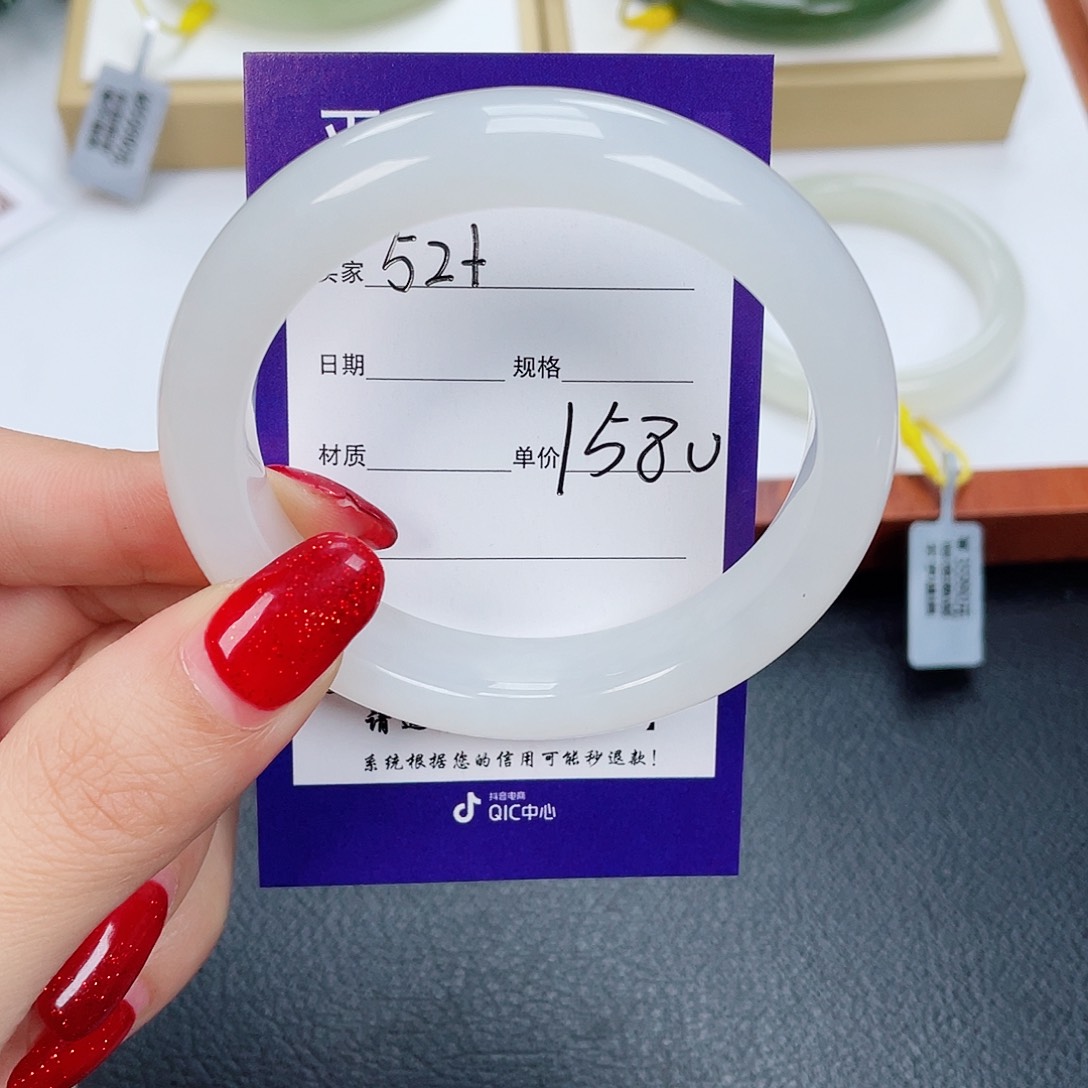 家 52+
日期 规格
材质 单价 1580
系统根据您的信用可能秒退款！
抖音电商
QIC中心